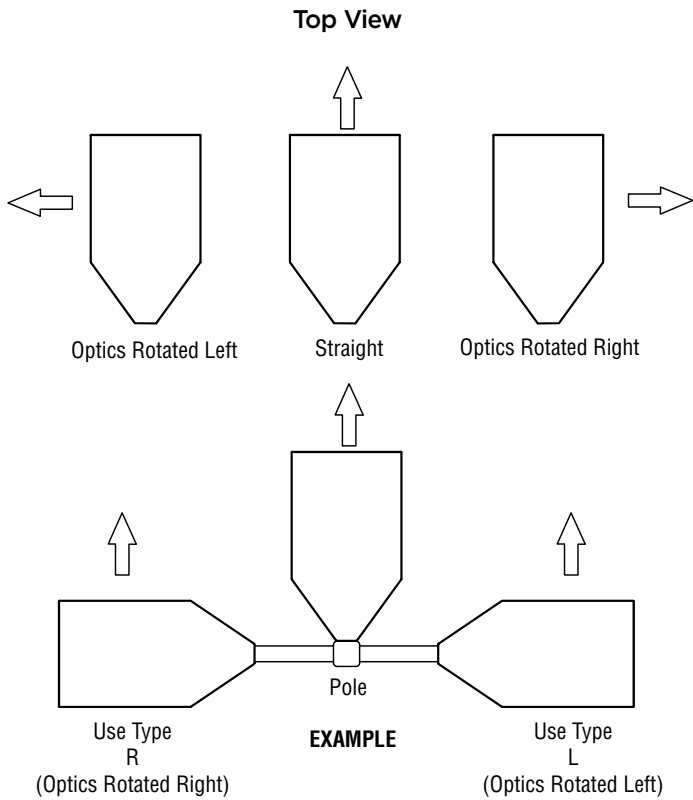 Top View
Optics Rotated Left
Straight
Optics Rotated Right
Pole
Use Type
R
(Optics Rotated Right)
EXAMPLE
Use Type
L
(Optics Rotated Left)